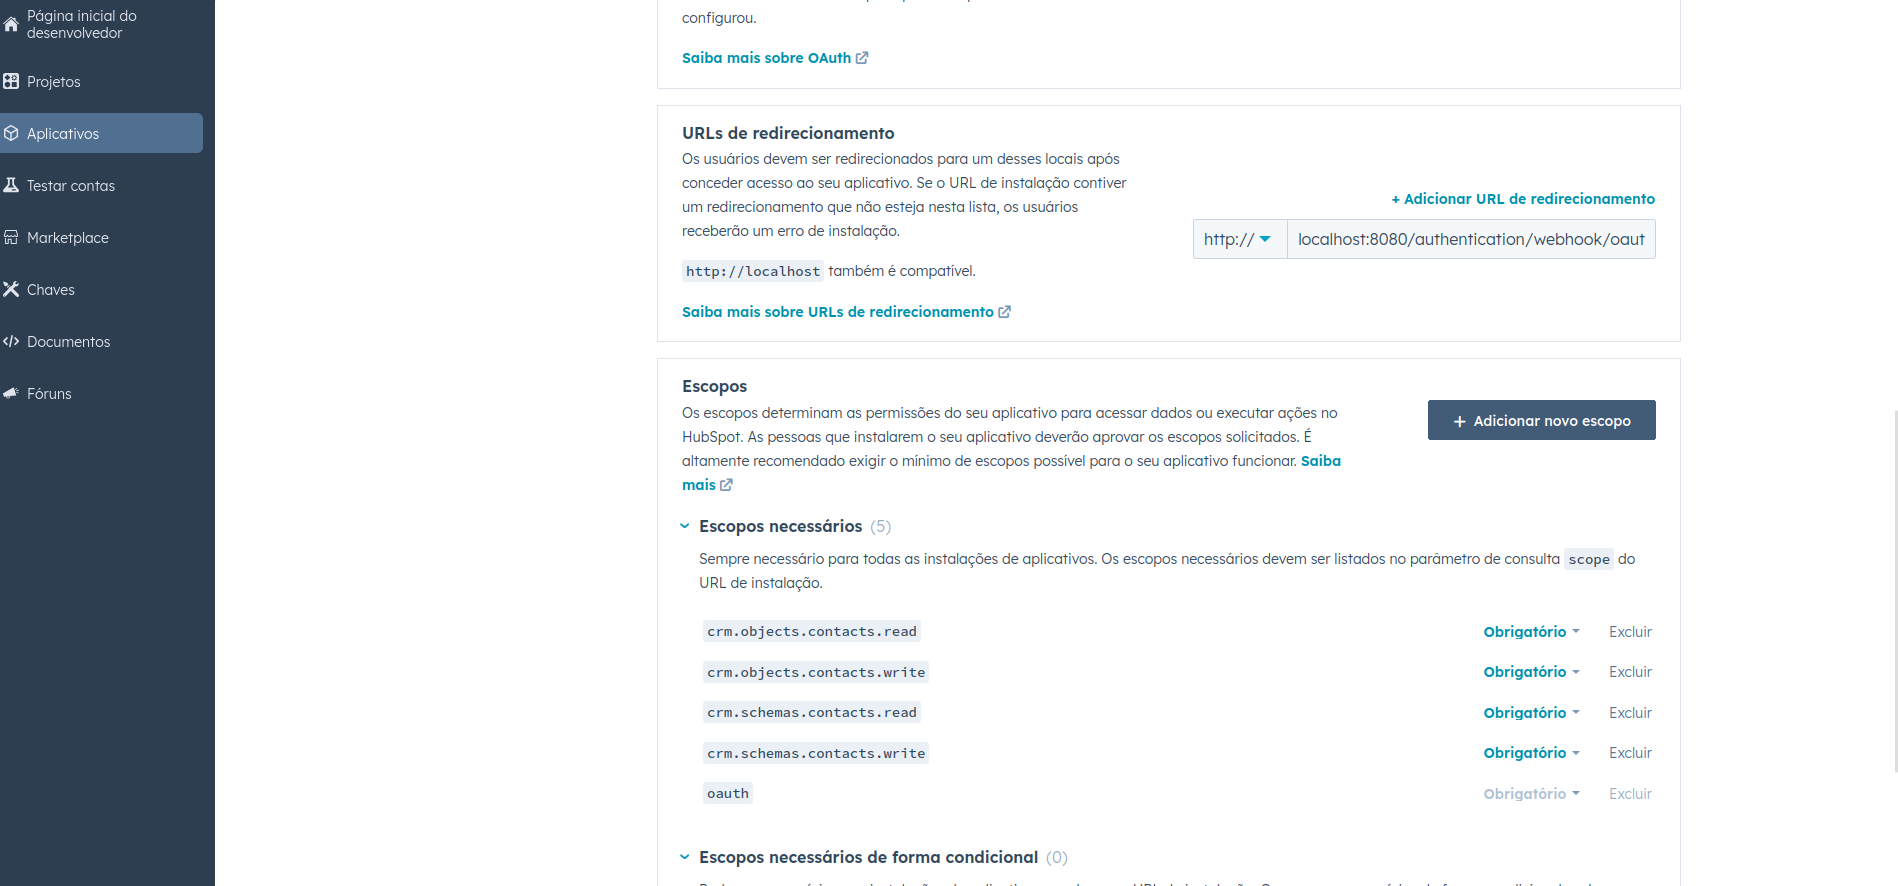 Página inicial do
desenvolvedor
Projetos
Aplicativos
Testar contas
Marketplace
Chaves
Documentos
Fóruns
configurou.
Saiba mais sobre OAuth
URLs de redirecionamento
Os usuários devem ser redirecionados para um desses locais após
conceder acesso ao seu aplicativo. Se o URL de instalação contiver
um redirecionamento que não esteja nesta lista, os usuários
receberão um erro de instalação.
http://localhost também é compatível.
Saiba mais sobre URLs de redirecionamento
+ Adicionar URL de redirecionamento
http:// localhost:8080/authentication/webhook/oaut
Escopos
Os escopos determinam as permissões do seu aplicativo para acessar dados ou executar ações no
HubSpot. As pessoas que instalarem o seu aplicativo deverão aprovar os escopos solicitados. É
altamente recomendado exigir o mínimo de escopos possível para o seu aplicativo funcionar. Saiba
mais
+ Adicionar novo escopo
Escopos necessários (5)
Sempre necessário para todas as instalações de aplicativos. Os escopos necessários devem ser listados no parâmetro de consulta scope do
URL de instalação.
crm.objects.contacts.read Obrigatório Excluir
crm.objects.contacts.write Obrigatório Excluir
crm.schemas.contacts.read Obrigatório Excluir
crm.schemas.contacts.write Obrigatório Excluir
oauth Obrigatório Excluir
Escopos necessários de forma condicional (0)